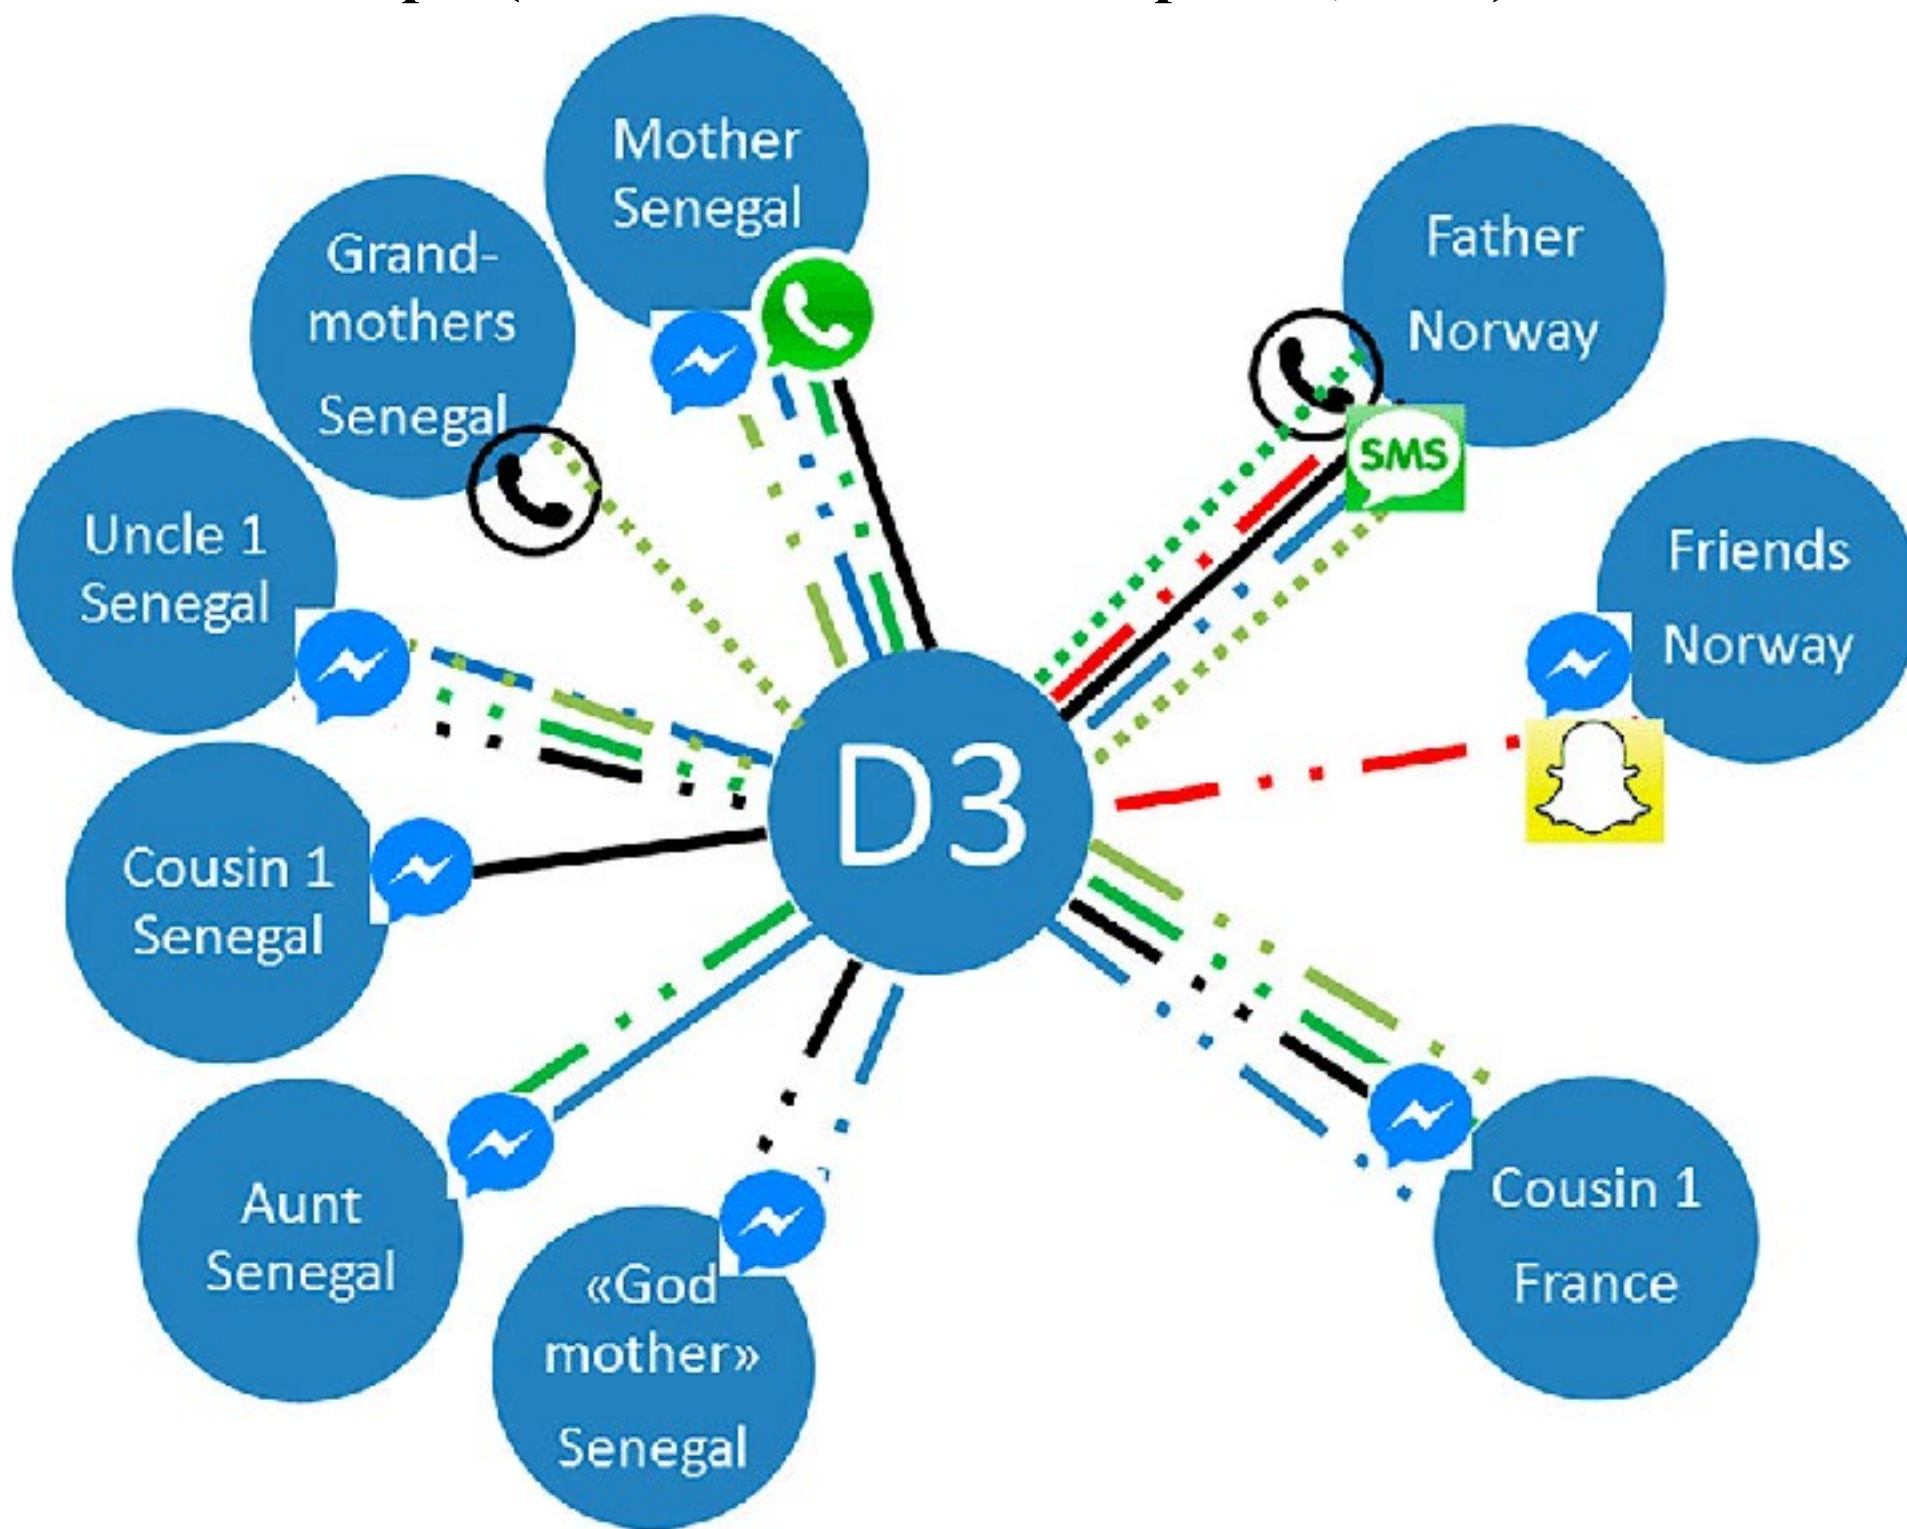 Mother
Senegal
Grand-
mothers
Senegal
Father
Norway
SMS
Uncle 1
Senegal
Friends
Norway
D3
Cousin 1
Senegal
Aunt
Senegal
«God
mother»
Senegal
Cousin 1
France